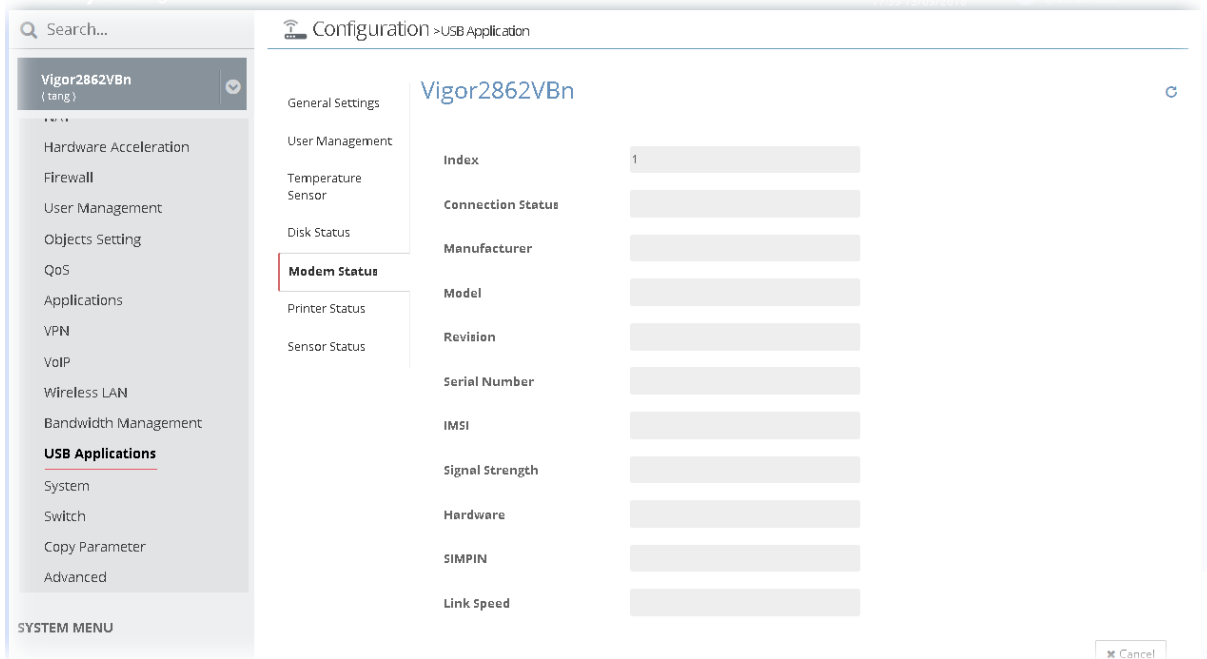 Search...
Configuration >USB Application
Vigor2862VBn
( tang )
Hardware Acceleration
Firewall
User Management
Objects Setting
QoS
Applications
VPN
VoIP
Wireless LAN
Bandwidth Management
USB Applications
System
Switch
Copy Parameter
Advanced
SYSTEM MENU
General Settings
User Management
Temperature
Sensor
Disk Status
Modem Status
Printer Status
Sensor Status
Vigor2862VBn
Index 1
Connection Status
Manufacturer
Model
Revision
Serial Number
IMSI
Signal Strength
Hardware
SIMPIN
Link Speed
Cancel